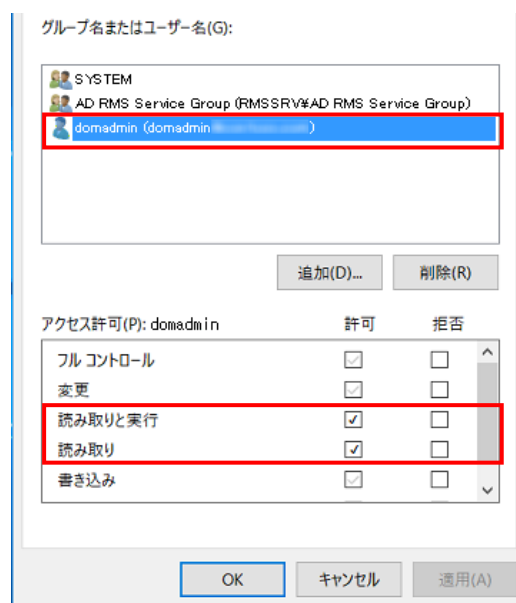 グループ名またはユーザー名(G):
SYSTEM
AD RMS Service Group (RMSSRV¥AD RMS Service Group)
domadmin (domadmin )
追加(D)... 削除(R)
アクセス許可(P): domadmin 許可 拒否
フル コントロール
変更
読み取りと実行
読み取り
書き込み
OK キャンセル 適用(A)